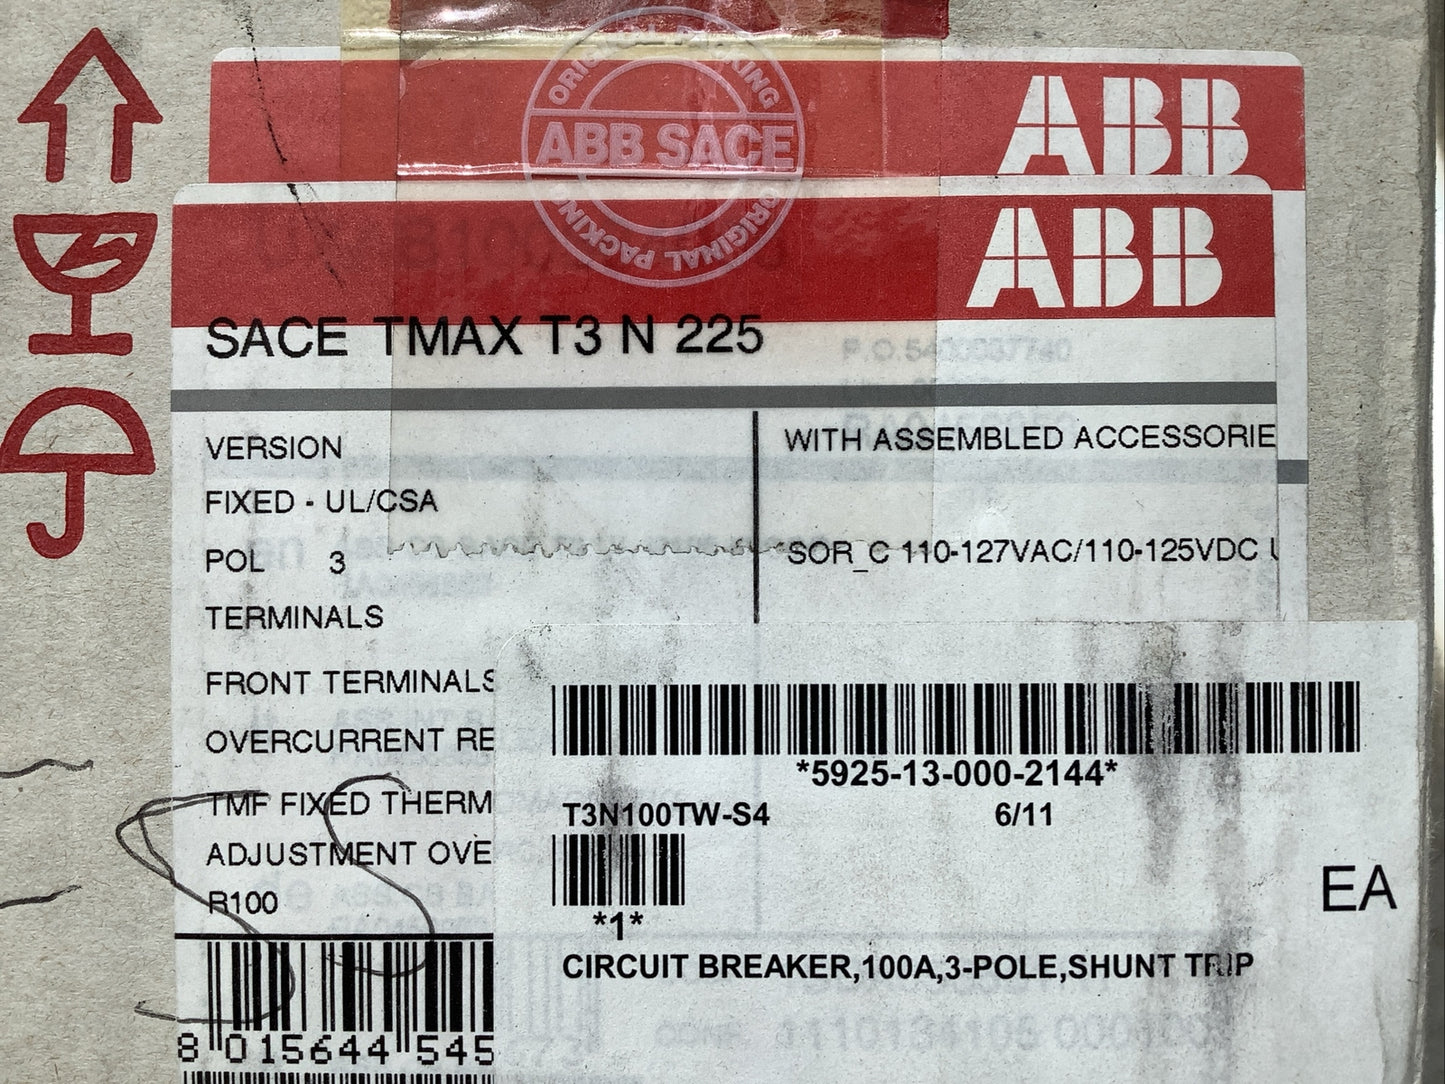 ORIGINAL PACKING
ABB SACE
ORIGINAL PACKING
ABB
ABB
SACE TMAX T3 N 225
P.O.5400037740
VERSION
WITH ASSEMBLED ACCESSORIE
FIXED - UL/CSA
POL 3
SOR_C 110-127VAC/110-125VDC
TERMINALS
FRONT TERMINALS
OVERCURRENT RE
*5925-13-000-2144*
TMF FIXED THERM
T3N100TW-S4 6/11
ADJUSTMENT OVE
R100
EA
*1*
CIRCUIT BREAKER,100A,3-POLE,SHUNT TRIP
8 015644 545